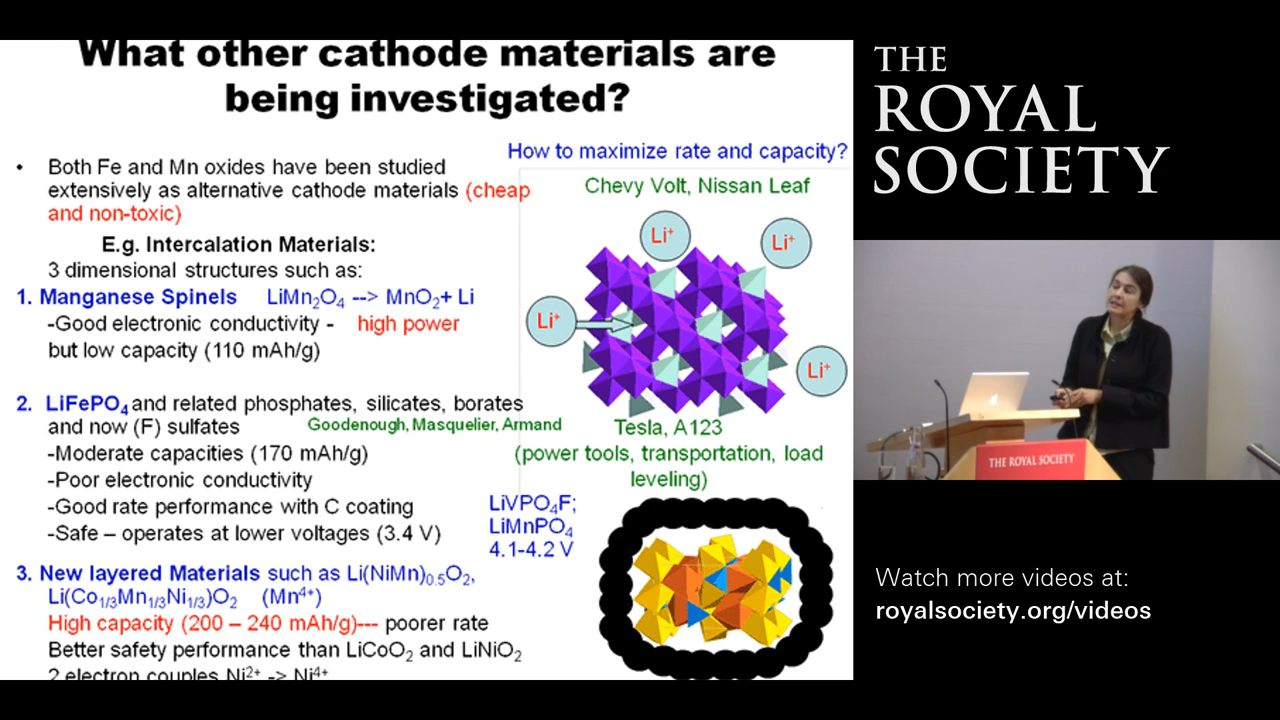 What other cathode materials are
being investigated?
• Both Fe and Mn oxides have been studied
extensively as alternative cathode materials (cheap
and non-toxic)
E.g. Intercalation Materials:
3 dimensional structures such as:
1. Manganese Spinels LiMn₂O₄ --> MnO₂+ Li
-Good electronic conductivity - high power
but low capacity (110 mAh/g)
2. LiFePO₄ and related phosphates, silicates, borates
and now (F) sulfates Goodenough, Masquelier, Armand
-Moderate capacities (170 mAh/g)
-Poor electronic conductivity
-Good rate performance with C coating
-Safe – operates at lower voltages (3.4 V)
3. New layered Materials such as Li(NiMn)₀.₅O₂,
Li(Co₁/₃Mn₁/₃Ni₁/₃)O₂ (Mn⁴⁺)
High capacity (200 – 240 mAh/g)--- poorer rate
Better safety performance than LiCoO₂ and LiNiO₂
2 electron couples Ni²⁺ -> Ni⁴⁺
How to maximize rate and capacity?
Chevy Volt, Nissan Leaf
Li⁺
Li⁺
Li⁺
Li⁺
Tesla, A123
(power tools, transportation, load
leveling)
LiVPO₄F;
LiMnPO₄
4.1-4.2 V
THE
ROYAL
SOCIETY
THE ROYAL SOCIETY
Watch more videos at:
royalsociety.org/videos